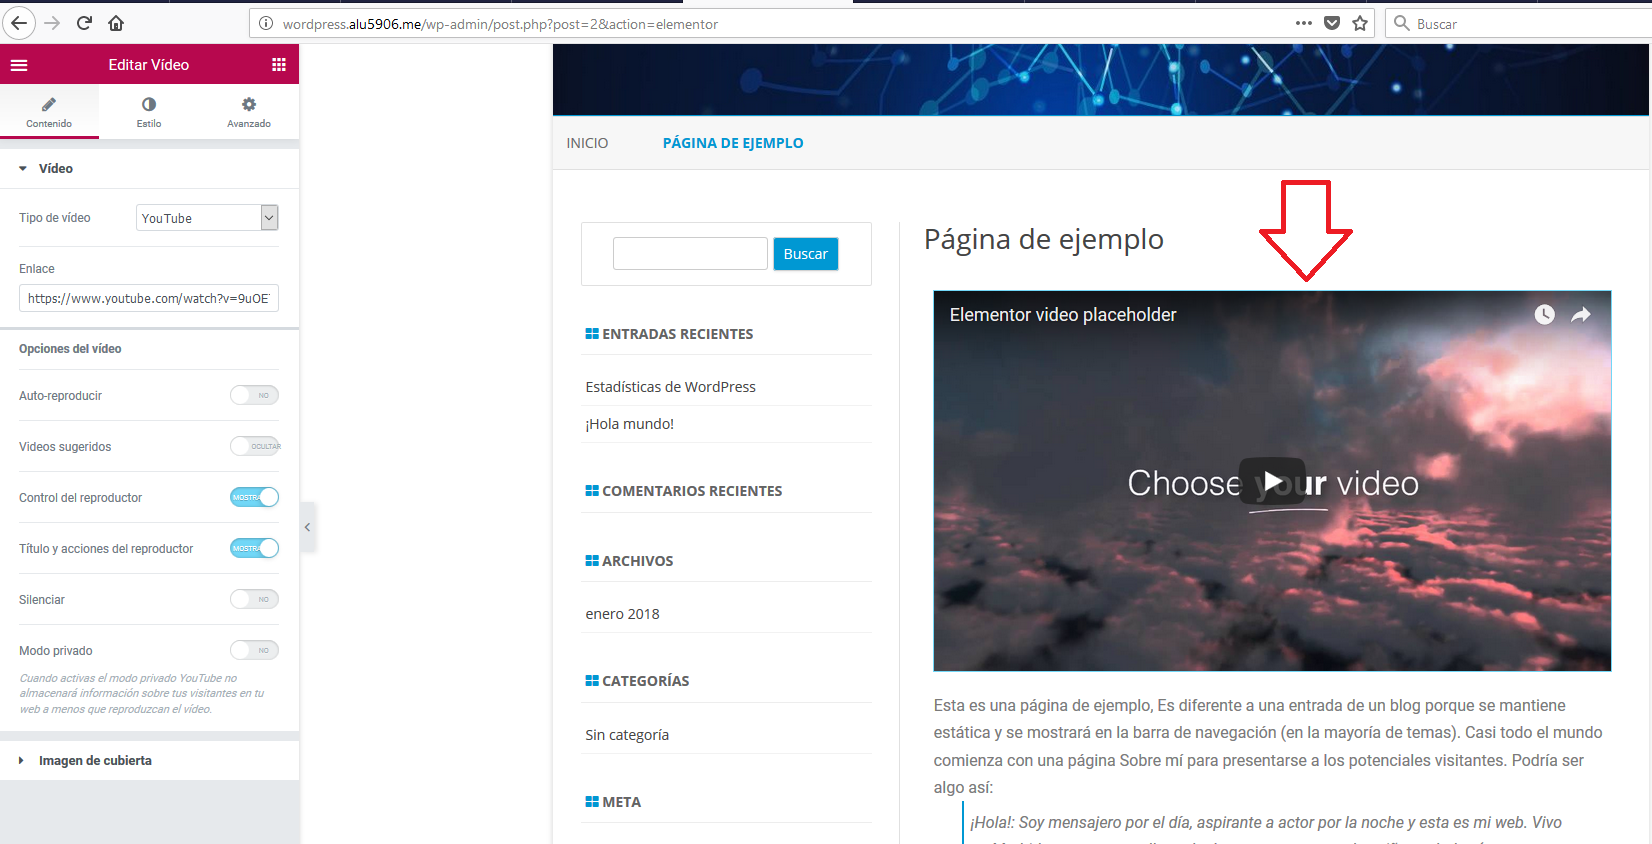 wordpress.alu5906.me/wp-admin/post.php?post=2&action=elementor
Buscar
Editar Vídeo
Contenido
Estilo
Avanzado
Vídeo
Tipo de vídeo
YouTube
Enlace
https://www.youtube.com/watch?v=9uOE
Opciones del vídeo
Auto-reproducir
NO
Videos sugeridos
OCULTAR
Control del reproductor
MOSTRA
Título y acciones del reproductor
MOSTRA
Silenciar
NO
Modo privado
NO
Cuando activas el modo privado YouTube no
almacenará información sobre tus visitantes en tu
web a menos que reproduzcan el vídeo.
Imagen de cubierta
INICIO
PÁGINA DE EJEMPLO
Buscar
ENTRADAS RECIENTES
Estadísticas de WordPress
¡Hola mundo!
COMENTARIOS RECIENTES
ARCHIVOS
enero 2018
CATEGORÍAS
Sin categoría
META
Página de ejemplo
Elementor video placeholder
Choose your video
Esta es una página de ejemplo, Es diferente a una entrada de un blog porque se mantiene
estática y se mostrará en la barra de navegación (en la mayoría de temas). Casi todo el mundo
comienza con una página Sobre mí para presentarse a los potenciales visitantes. Podría ser
algo así:
¡Hola!: Soy mensajero por el día, aspirante a actor por la noche y esta es mi web. Vivo